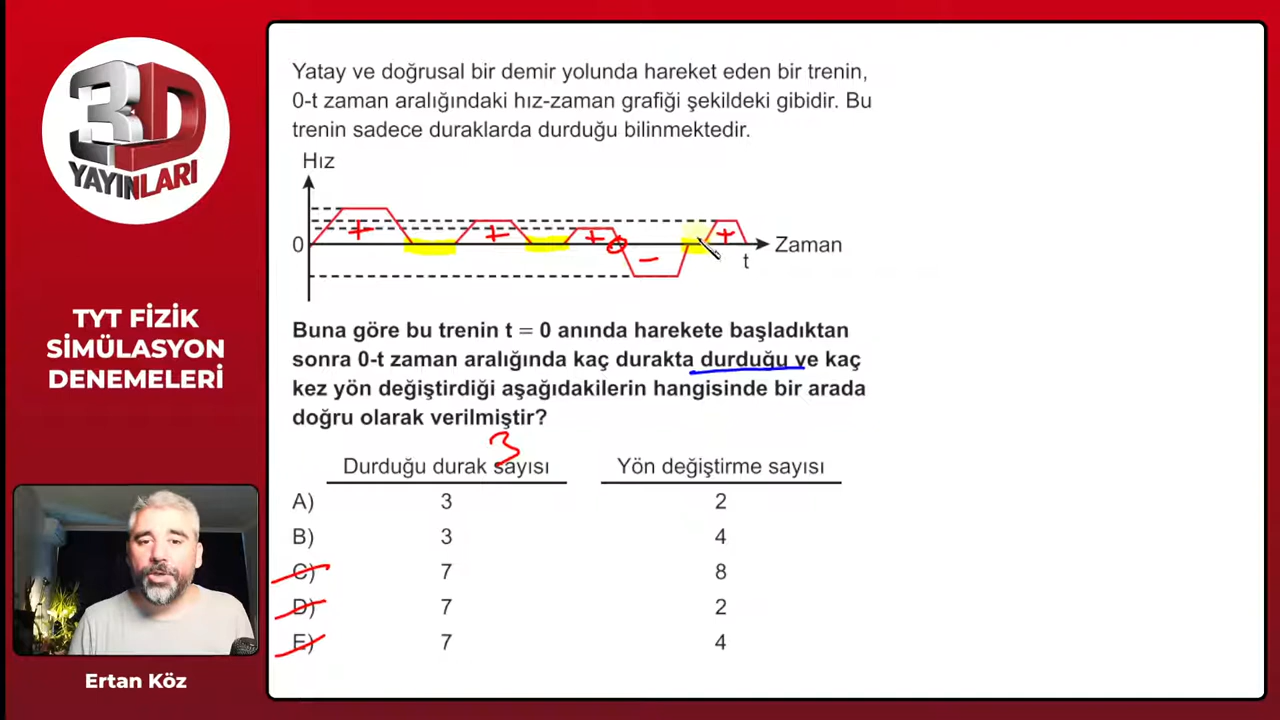 3D
YAYINLARI
TYT FİZİK
SİMÜLASYON
DENEMELERİ
Ertan Köz
Yatay ve doğrusal bir demir yolunda hareket eden bir trenin,
0-t zaman aralığındaki hız-zaman grafiği şekildeki gibidir. Bu
trenin sadece duraklarda durduğu bilinmektedir.
Hız
+ + + - +
0
Zaman
t
Buna göre bu trenin t = 0 anında harekete başladıktan
sonra 0-t zaman aralığında kaç durakta durduğu ve kaç
kez yön değiştirdiği aşağıdakilerin hangisinde bir arada
doğru olarak verilmiştir?
3
Durduğu durak sayısı Yön değiştirme sayısı
A) 3 2
B) 3 4
C) 7 8
D) 7 2
E) 7 4